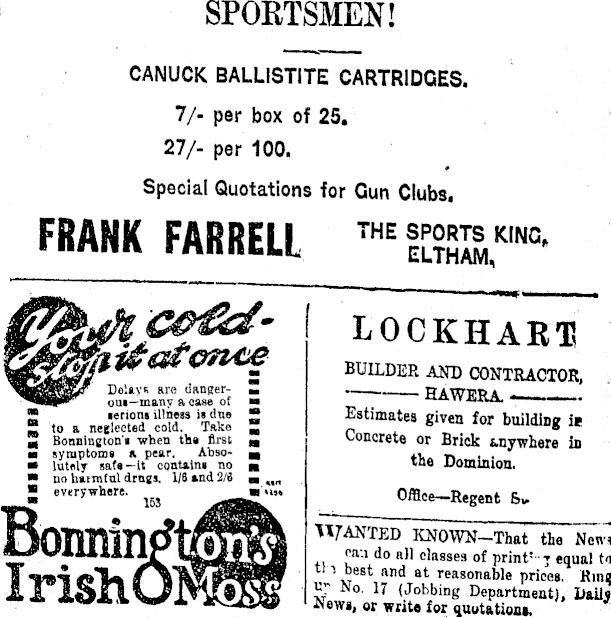 SPORTSMEN!
CANUCK BALLISTITE CARTRIDGES.
7/- per box of 25.
27/- per 100.
Special Quotations for Gun Clubs.
FRANK FARRELL
THE SPORTS KING,
ELTHAM,
Your cold-
stop it at once
Delays are danger-
ous—many a case of
serious illness is due
to a neglected cold. Take
Bonnington's when the first
symptoms a pear. Abso-
lutely safe—it contains no
no harmful drugs. 1/6 and 2/6
everywhere.
153
Bonnington's
Irish Moss
LOCKHART
BUILDER AND CONTRACTOR,
HAWERA.
Estimates given for building in
Concrete or Brick anywhere in
the Dominion.
Office—Regent St.
WANTED KNOWN—That the News
can do all classes of printing equal to
the best and at reasonable prices. Ring
up No. 17 (Jobbing Department), Daily
News, or write for quotations.